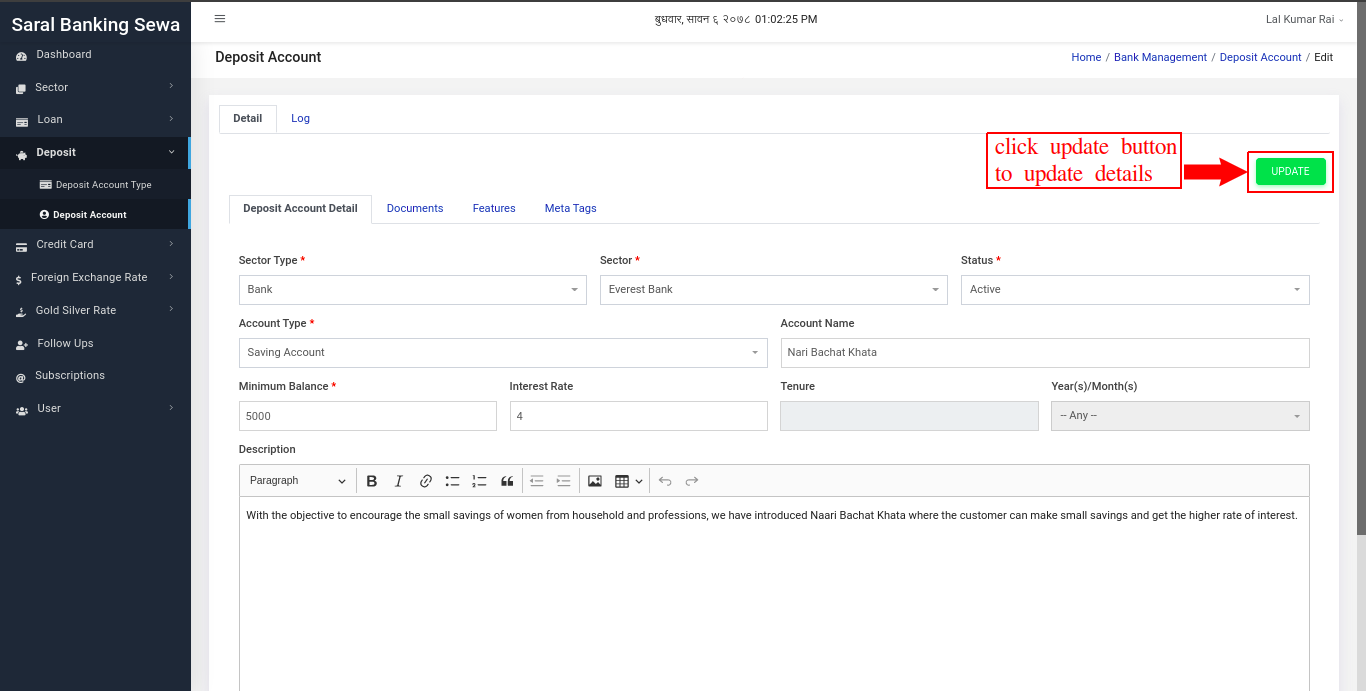 Saral Banking Sewa
Dashboard
Sector
Loan
Deposit
Deposit Account Type
Deposit Account
Credit Card
Foreign Exchange Rate
Gold Silver Rate
Follow Ups
Subscriptions
User
बुधवार, सावन ६ २०७८ 01:02:25 PM
Lal Kumar Rai
Deposit Account
Home / Bank Management / Deposit Account / Edit
Detail Log
click update button
to update details
UPDATE
Deposit Account Detail Documents Features Meta Tags
Sector Type * Sector * Status *
Bank Everest Bank Active
Account Type * Account Name
Saving Account Nari Bachat Khata
Minimum Balance * Interest Rate Tenure Year(s)/Month(s)
5000 4 -- Any --
Description
Paragraph
With the objective to encourage the small savings of women from household and professions, we have introduced Naari Bachat Khata where the customer can make small savings and get the higher rate of interest.